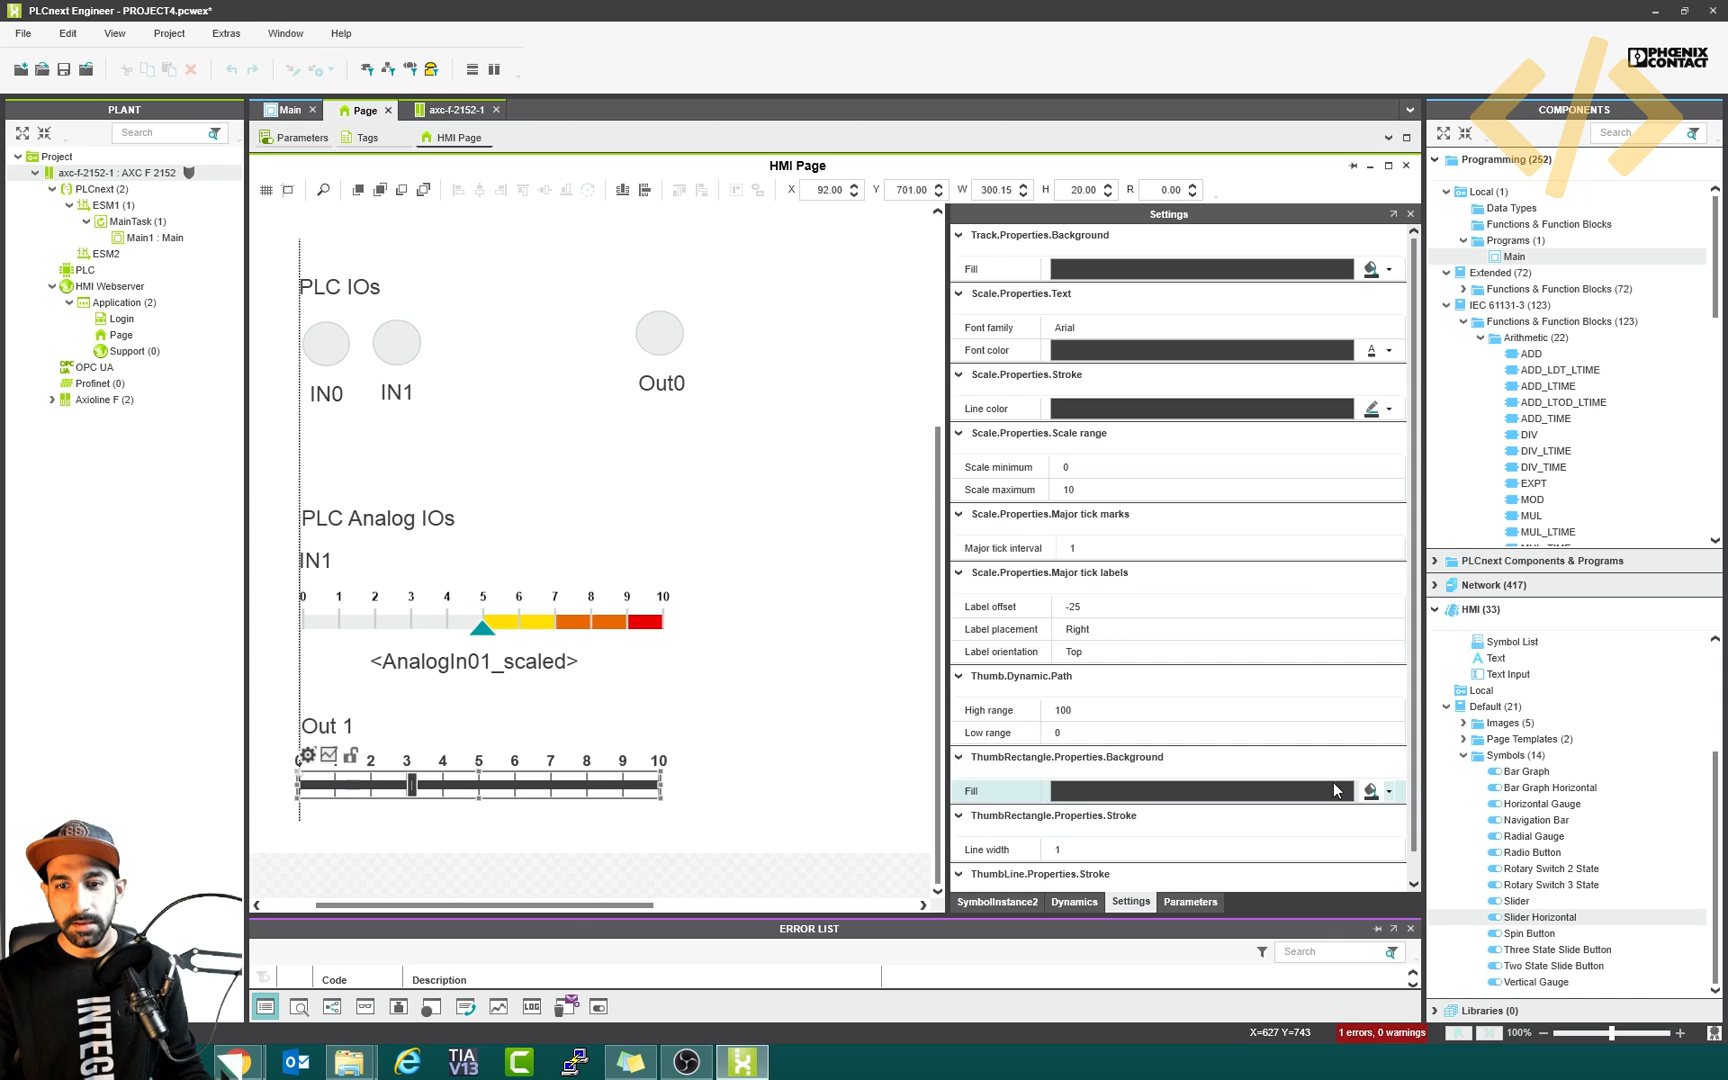 PLCnext Engineer - PROJECT4.pcwex*
File Edit View Project Extras Window Help
PHŒNIX
CONTACT
PLANT
Search
Project
axc-f-2152-1 : AXC F 2152
PLCnext (2)
ESM1 (1)
MainTask (1)
Main1 : Main
ESM2
PLC
HMI Webserver
Application (2)
Login
Page
Support (0)
OPC UA OPC UA
Profinet (0)
Axioline F (2)
Main Page axc-f-2152-1
Parameters Tags HMI Page
HMI Page
X 92.00 Y 701.00 W 300.15 H 20.00 R 0.00
PLC IOs
IN0 IN1 Out0
PLC Analog IOs
IN1
0 1 2 3 4 5 6 7 8 9 10
<AnalogIn01_scaled>
Out 1
2 3 5 6 7 8 9 10
Settings
Track.Properties.Background
Fill
Scale.Properties.Text
Font family Arial
Font color A
Scale.Properties.Stroke
Line color
Scale.Properties.Scale range
Scale minimum 0
Scale maximum 10
Scale.Properties.Major tick marks
Major tick interval 1
Scale.Properties.Major tick labels
Label offset -25
Label placement Right
Label orientation Top
Thumb.Dynamic.Path
High range 100
Low range 0
ThumbRectangle.Properties.Background
Fill
ThumbRectangle.Properties.Stroke
Line width 1
ThumbLine.Properties.Stroke
SymbolInstance2 Dynamics Settings Parameters
ERROR LIST
Search
Code Description
LOG
COMPONENTS
Search
Programming (252)
Local (1)
Data Types
Functions & Function Blocks
Programs (1)
Main
Extended (72)
Functions & Function Blocks (72)
IEC 61131-3 (123)
Functions & Function Blocks (123)
Arithmetic (22)
ADD
ADD_LDT_LTIME
ADD_LTIME
ADD_LTOD_LTIME
ADD_TIME
DIV
DIV_LTIME
DIV_TIME
EXPT
MOD
MUL
MUL_LTIME
PLCnext Components & Programs
Network (417)
HMI (33)
Symbol List
A Text
Text Input
Local
Default (21)
Images (5)
Page Templates (2)
Symbols (14)
Bar Graph
Bar Graph Horizontal
Horizontal Gauge
Navigation Bar
Radial Gauge
Radio Button
Rotary Switch 2 State
Rotary Switch 3 State
Slider
Slider Horizontal
Spin Button
Three State Slide Button
Two State Slide Button
Vertical Gauge
Libraries (0)
X=627 Y=743 1 errors, 0 warnings 100%
TIA
V13
INTEG